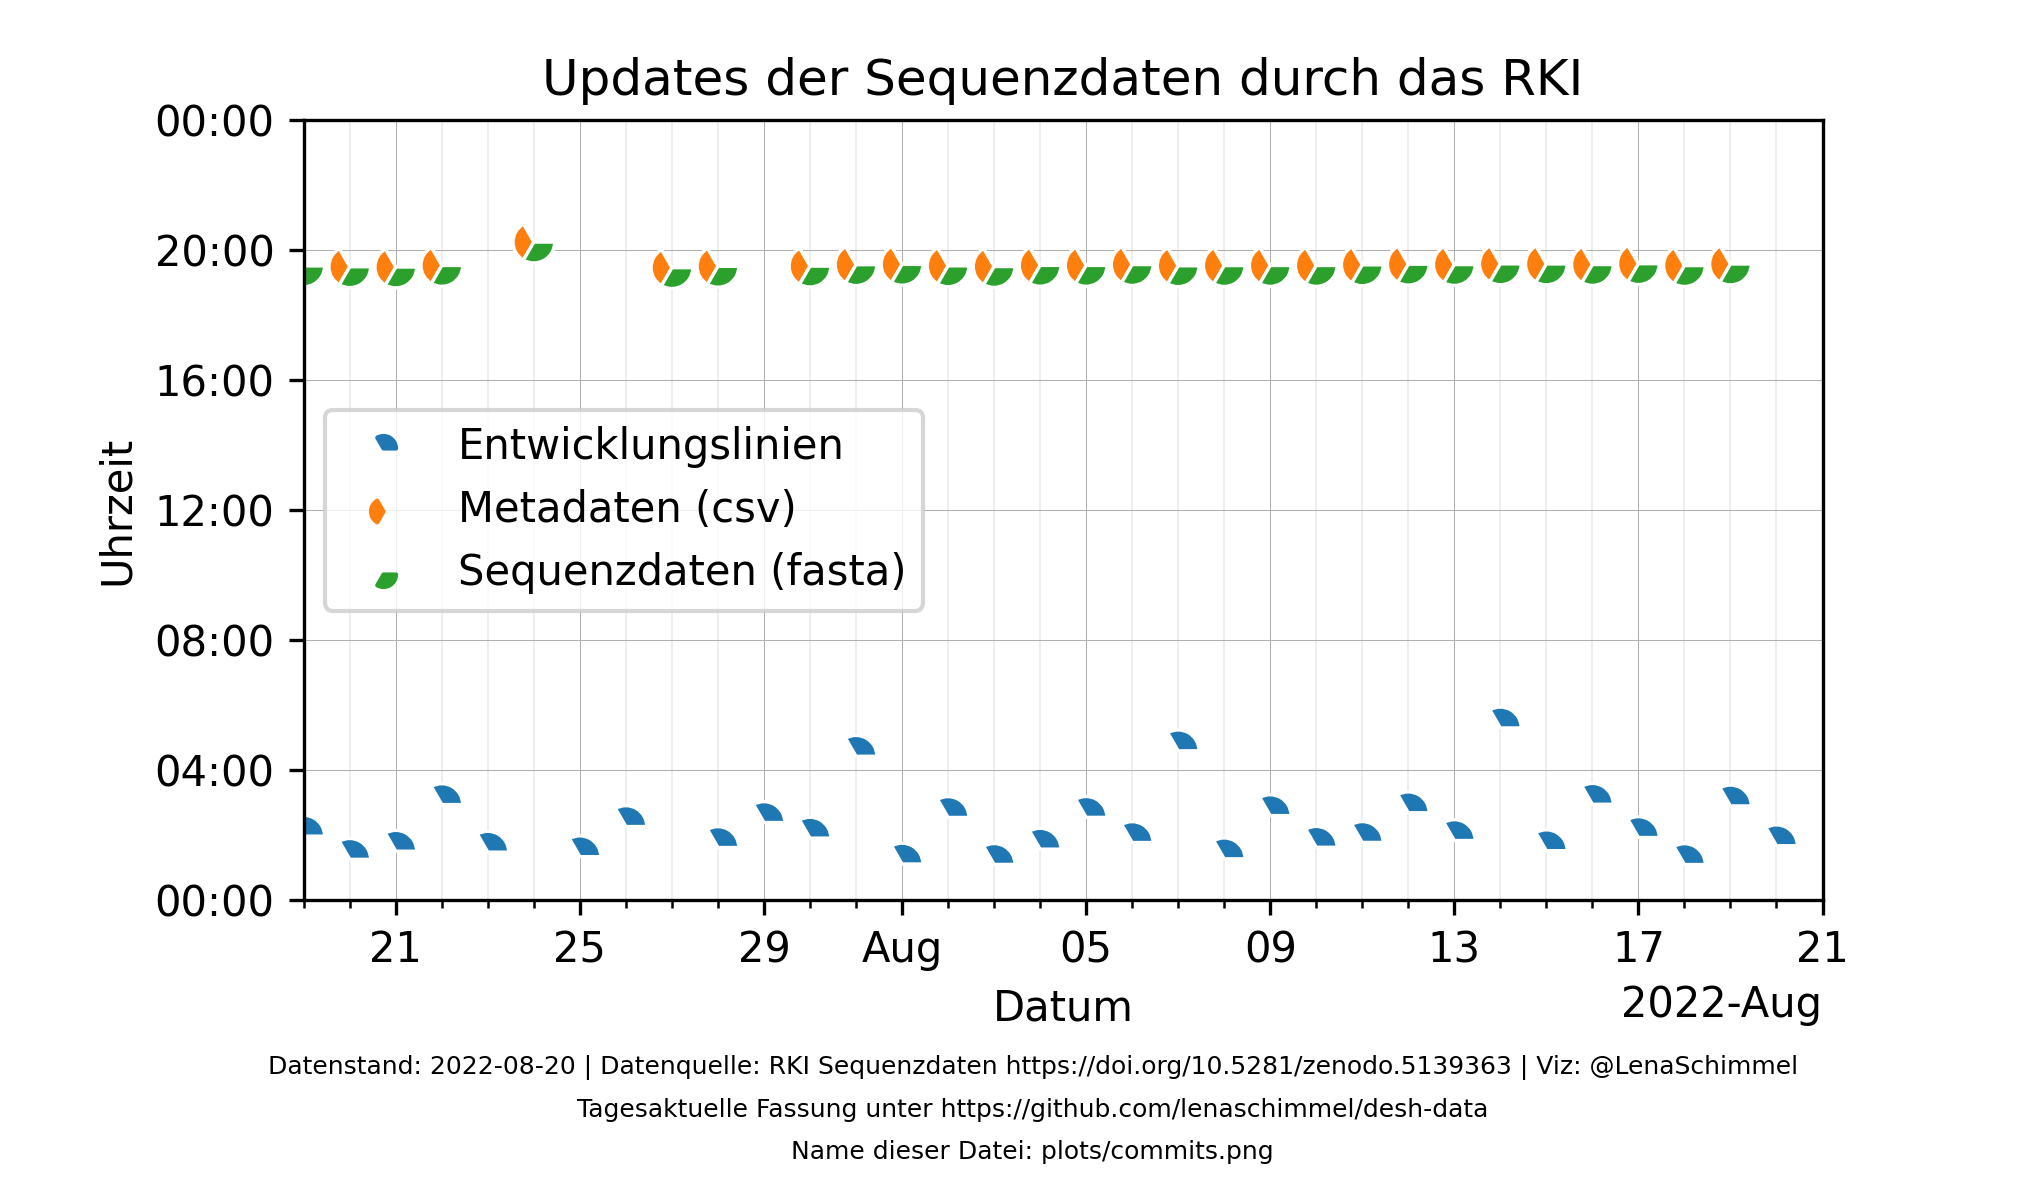 Updates der Sequenzdaten durch das RKI
00:00
20:00
16:00
12:00
08:00
04:00
00:00
Uhrzeit
Entwicklungslinien
Metadaten (csv)
Sequenzdaten (fasta)
21 25 29 Aug 05 09 13 17 21
Datum
2022-Aug
Datenstand: 2022-08-20 | Datenquelle: RKI Sequenzdaten https://doi.org/10.5281/zenodo.5139363 | Viz: @LenaSchimmel
Tagesaktuelle Fassung unter https://github.com/lenaschimmel/desh-data
Name dieser Datei: plots/commits.png